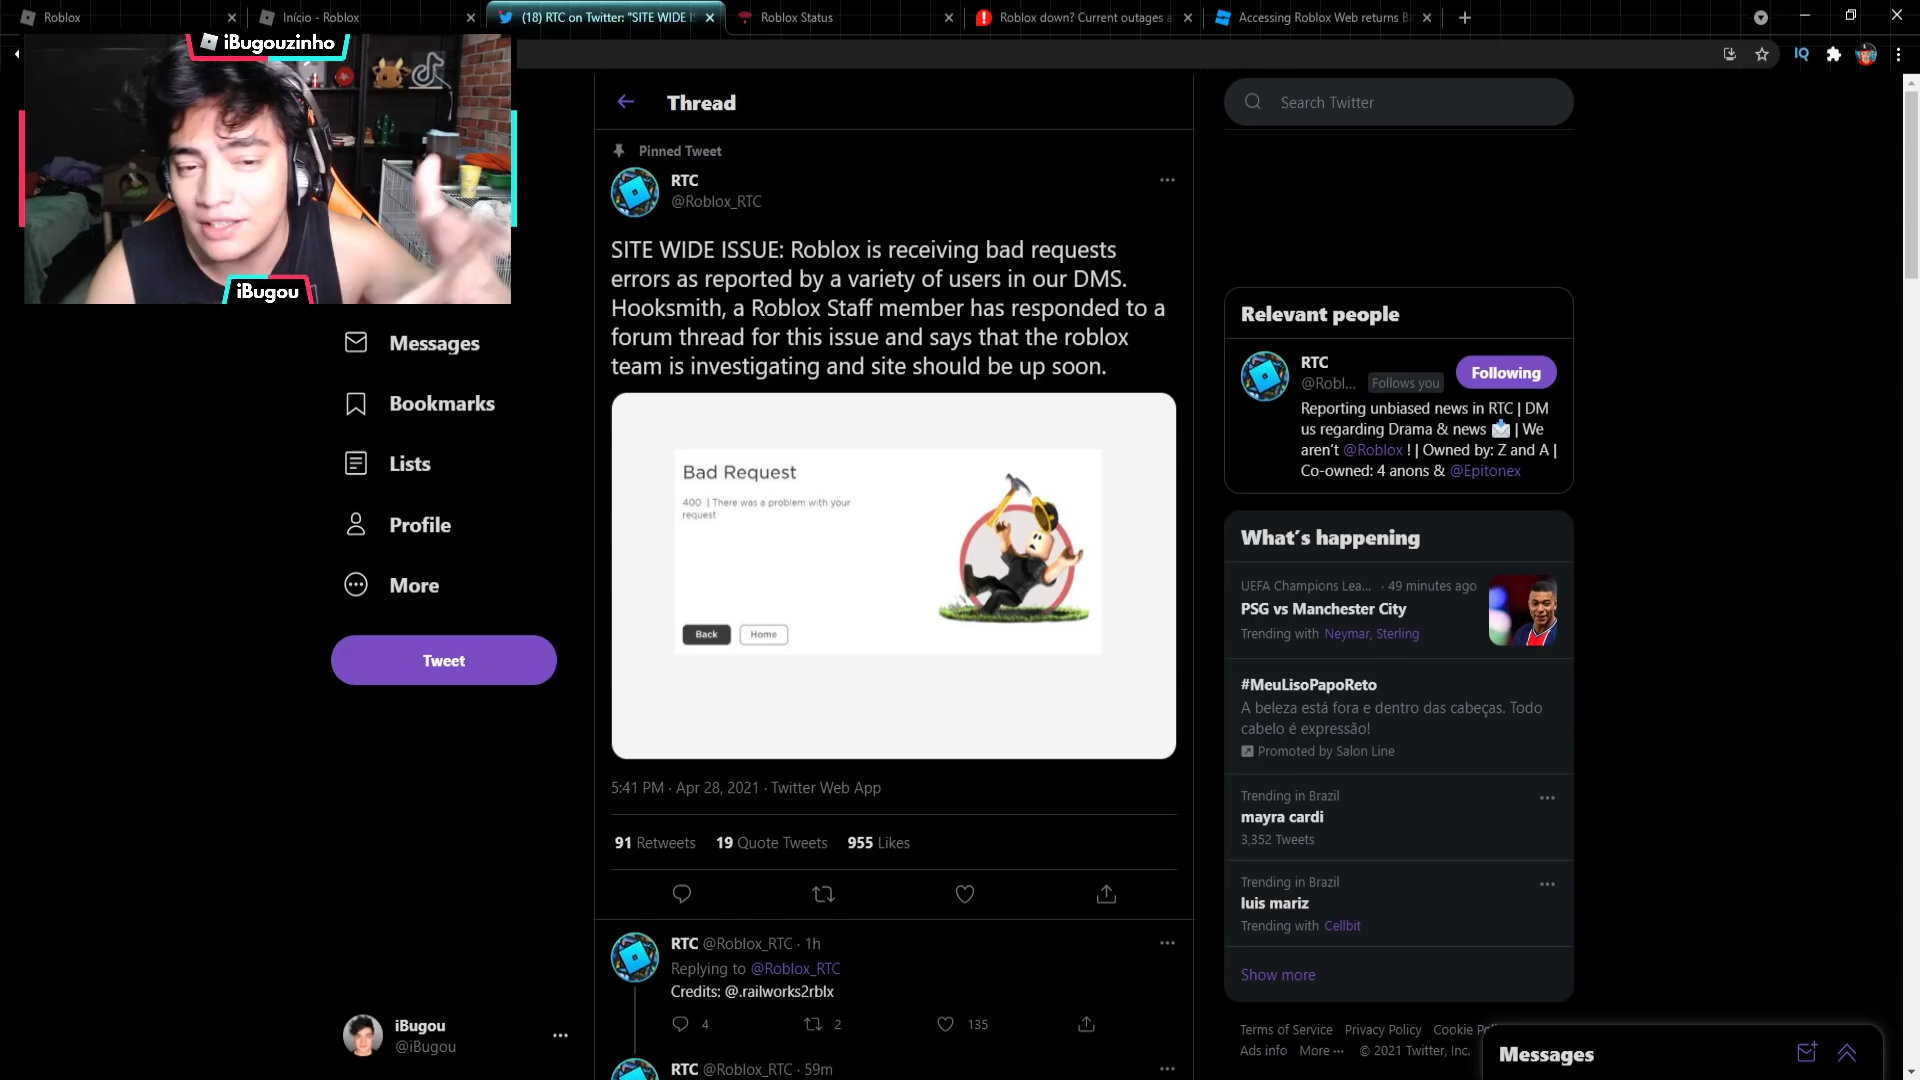 Roblox
Início - Roblox
(18) RTC on Twitter: "SITE WIDE I
Roblox Status
Roblox down? Current outages a
Accessing Roblox Web returns B
iBugouzinho
iBugou
Messages
Bookmarks
Lists
Profile
More
Tweet
iBugou
@iBugou
Thread
Pinned Tweet
RTC
@Roblox_RTC
SITE WIDE ISSUE: Roblox is receiving bad requests
errors as reported by a variety of users in our DMS.
Hooksmith, a Roblox Staff member has responded to a
forum thread for this issue and says that the roblox
team is investigating and site should be up soon.
Bad Request
400 | There was a problem with your
request
Back Home
5:41 PM · Apr 28, 2021 · Twitter Web App
91 Retweets 19 Quote Tweets 955 Likes
RTC @Roblox_RTC · 1h
Replying to @Roblox_RTC
Credits: @.railworks2rblx
4 2 135
RTC @Roblox_RTC · 59m
Search Twitter
Relevant people
RTC
@Robl... Follows you
Following
Reporting unbiased news in RTC | DM
us regarding Drama & news 📩 | We
aren't @Roblox ! | Owned by: Z and A |
Co-owned: 4 anons & @Epitonex
What's happening
UEFA Champions Lea... · 49 minutes ago
PSG vs Manchester City
Trending with Neymar, Sterling
#MeuLisoPapoReto
A beleza está fora e dentro das cabeças. Todo
cabelo é expressão!
Promoted by Salon Line
Trending in Brazil
mayra cardi
3,352 Tweets
Trending in Brazil
luis mariz
Trending with Cellbit
Show more
Terms of Service Privacy Policy Cookie P
Ads info More ··· © 2021 Twitter, Inc.
Messages